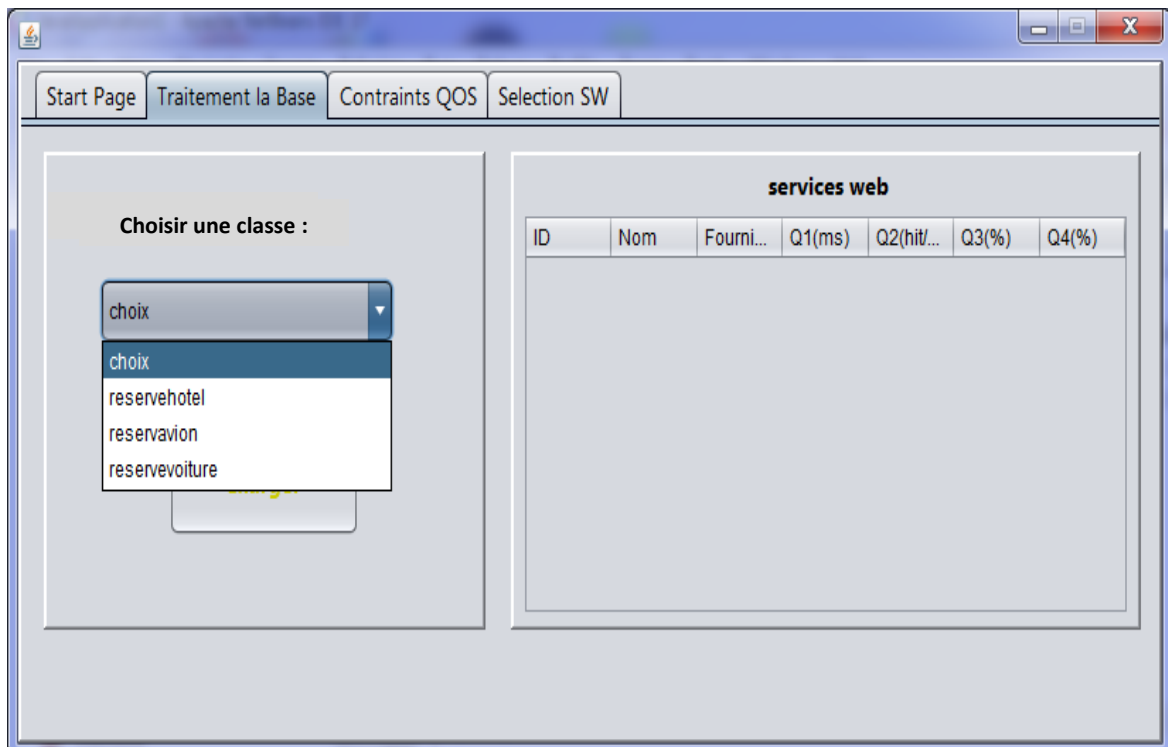 Start Page Traitement la Base Contraints QOS Selection SW
Choisir une classe :
choix
choix
reservehotel
reservavion
reservevoiture
services web
ID Nom Fourni... Q1(ms) Q2(hit/... Q3(%) Q4(%)